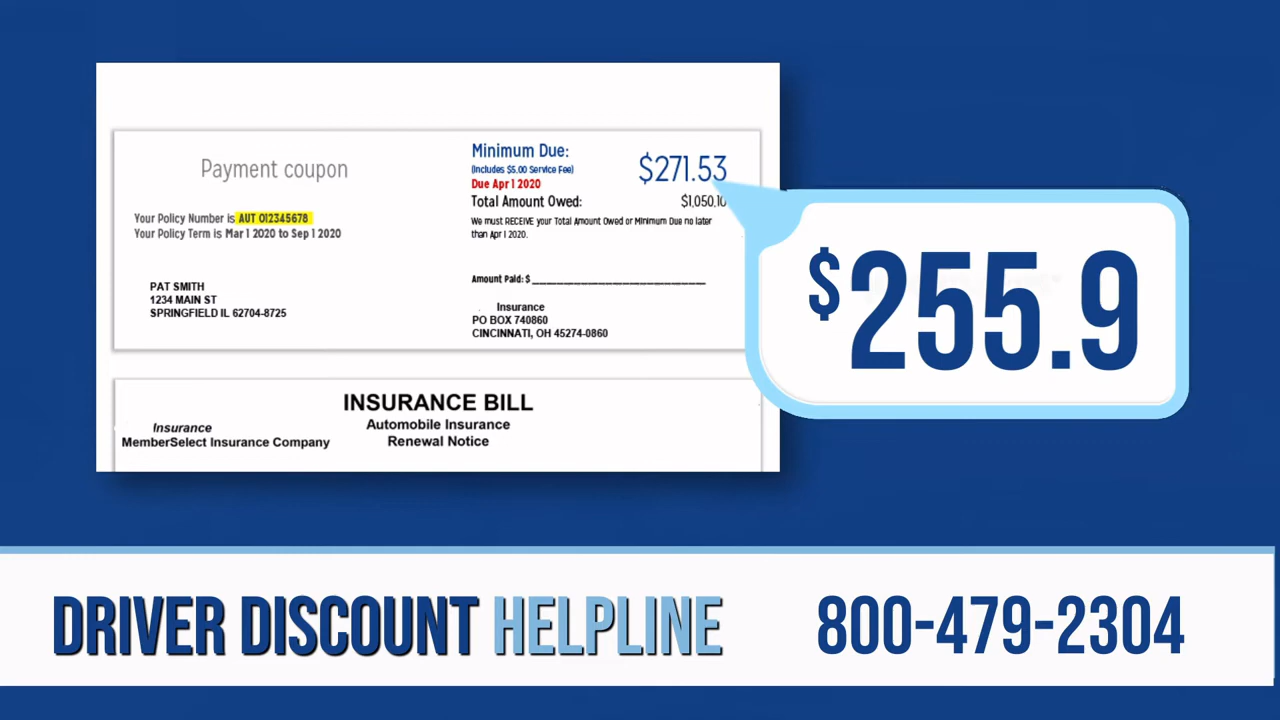 Payment coupon
Your Policy Number is AUT 012345678
Your Policy Term is Mar 1 2020 to Sep 1 2020
PAT SMITH
1234 MAIN ST
SPRINGFIELD IL 62704-8725
Minimum Due:
(Includes $5.00 Service Fee)
$271.53
Due Apr 1 2020
Total Amount Owed: $1,050.10
We must RECEIVE your Total Amount Owed or Minimum Due no later
than Apr 1 2020.
Amount Paid: $
Insurance
PO BOX 740860
CINCINNATI, OH 45274-0860
$255.9
INSURANCE BILL
Automobile Insurance
Renewal Notice
Insurance
MemberSelect Insurance Company
DRIVER DISCOUNT HELPLINE 800-479-2304